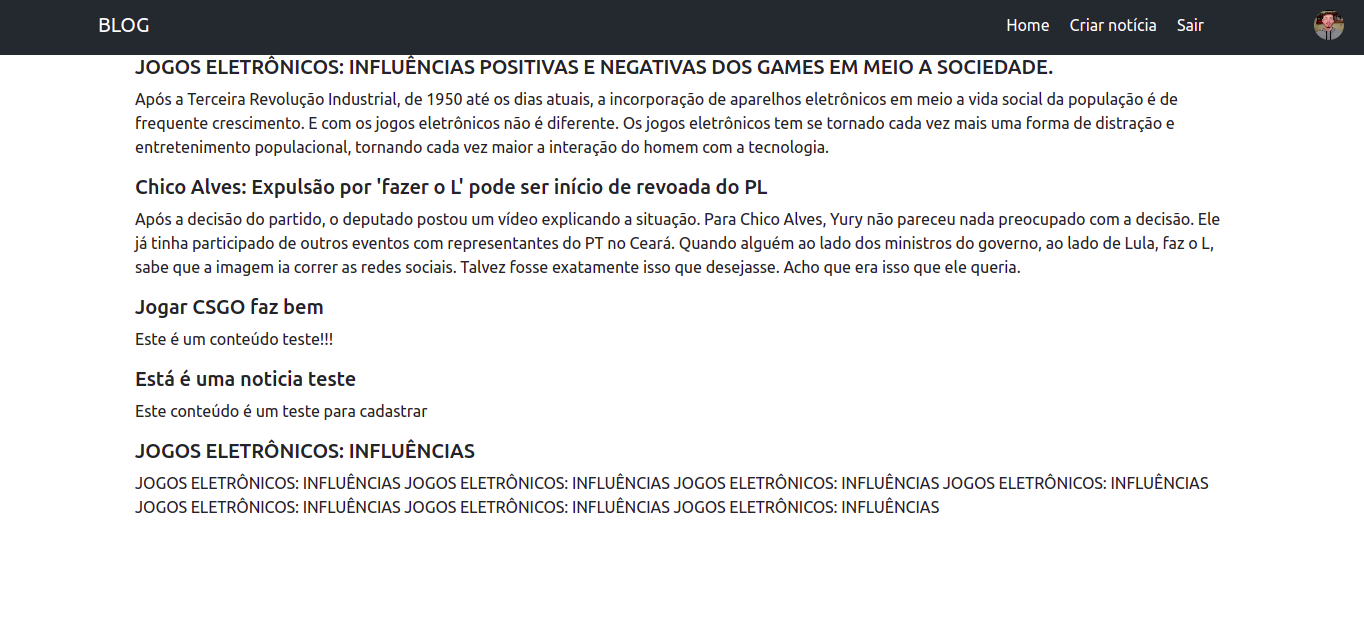 BLOG
Home Criar notícia Sair
JOGOS ELETRÔNICOS: INFLUÊNCIAS POSITIVAS E NEGATIVAS DOS GAMES EM MEIO A SOCIEDADE.
Após a Terceira Revolução Industrial, de 1950 até os dias atuais, a incorporação de aparelhos eletrônicos em meio a vida social da população é de
frequente crescimento. E com os jogos eletrônicos não é diferente. Os jogos eletrônicos tem se tornado cada vez mais uma forma de distração e
entretenimento populacional, tornando cada vez maior a interação do homem com a tecnologia.
Chico Alves: Expulsão por 'fazer o L' pode ser início de revoada do PL
Após a decisão do partido, o deputado postou um vídeo explicando a situação. Para Chico Alves, Yury não pareceu nada preocupado com a decisão. Ele
já tinha participado de outros eventos com representantes do PT no Ceará. Quando alguém ao lado dos ministros do governo, ao lado de Lula, faz o L,
sabe que a imagem ia correr as redes sociais. Talvez fosse exatamente isso que desejasse. Acho que era isso que ele queria.
Jogar CSGO faz bem
Este é um conteúdo teste!!!
Está é uma noticia teste
Este conteúdo é um teste para cadastrar
JOGOS ELETRÔNICOS: INFLUÊNCIAS
JOGOS ELETRÔNICOS: INFLUÊNCIAS JOGOS ELETRÔNICOS: INFLUÊNCIAS JOGOS ELETRÔNICOS: INFLUÊNCIAS JOGOS ELETRÔNICOS: INFLUÊNCIAS
JOGOS ELETRÔNICOS: INFLUÊNCIAS JOGOS ELETRÔNICOS: INFLUÊNCIAS JOGOS ELETRÔNICOS: INFLUÊNCIAS